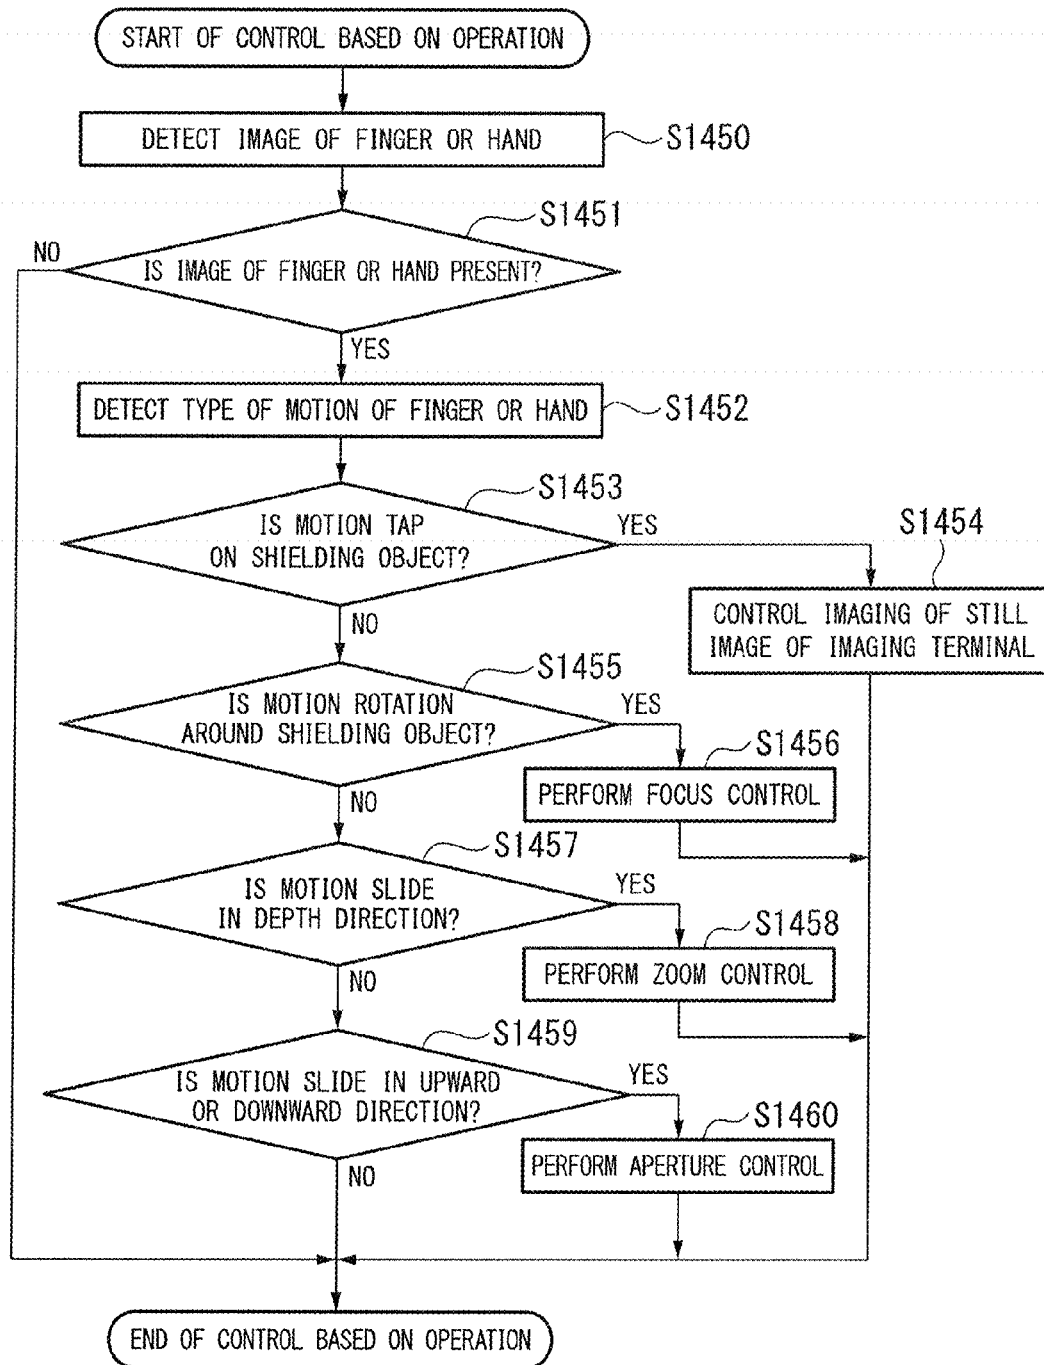 START OF CONTROL BASED ON OPERATION
DETECT IMAGE OF FINGER OR HAND
S1450
S1451
NO
IS IMAGE OF FINGER OR HAND PRESENT?
YES
DETECT TYPE OF MOTION OF FINGER OR HAND
S1452
S1453
IS MOTION TAP
ON SHIELDING OBJECT?
YES
S1454
CONTROL IMAGING OF STILL
IMAGE OF IMAGING TERMINAL
NO
S1455
IS MOTION ROTATION
AROUND SHIELDING OBJECT?
YES
S1456
PERFORM FOCUS CONTROL
NO
S1457
IS MOTION SLIDE
IN DEPTH DIRECTION?
YES
S1458
PERFORM ZOOM CONTROL
NO
S1459
IS MOTION SLIDE IN UPWARD
OR DOWNWARD DIRECTION?
YES
S1460
PERFORM APERTURE CONTROL
NO
END OF CONTROL BASED ON OPERATION